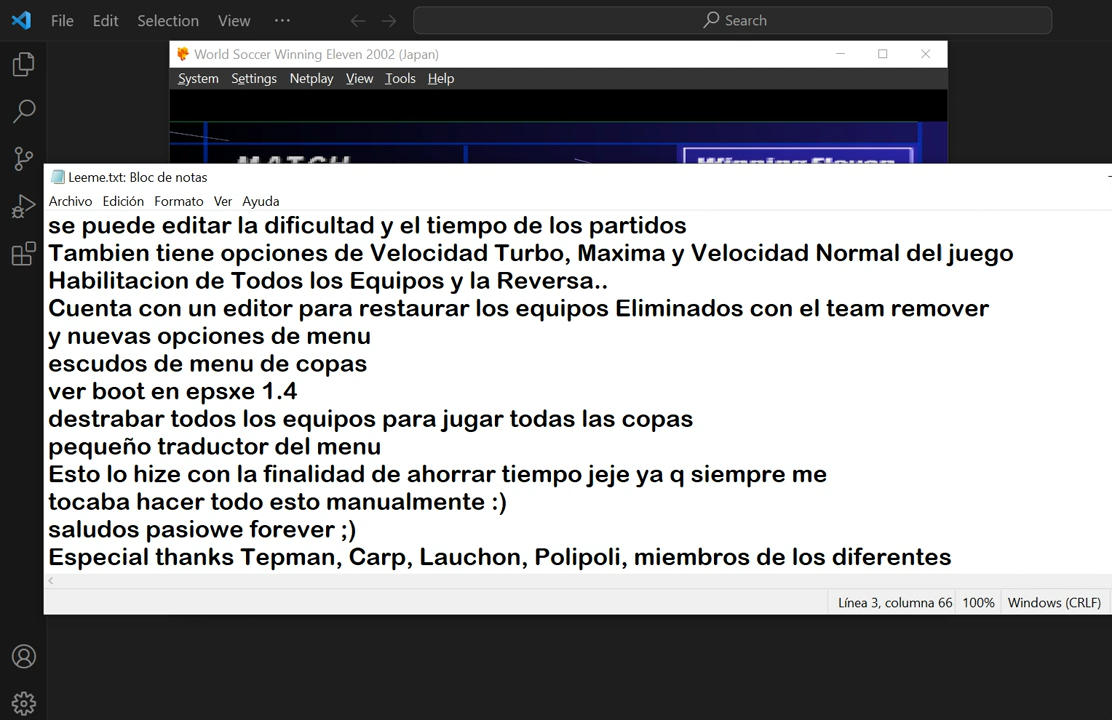 File Edit Selection View ... Search
World Soccer Winning Eleven 2002 (Japan)
System Settings Netplay View Tools Help
MATCH Winning Eleven
Leeme.txt: Bloc de notas
Archivo Edición Formato Ver Ayuda
se puede editar la dificultad y el tiempo de los partidos
Tambien tiene opciones de Velocidad Turbo, Maxima y Velocidad Normal del juego
Habilitacion de Todos los Equipos y la Reversa..
Cuenta con un editor para restaurar los equipos Eliminados con el team remover
y nuevas opciones de menu
escudos de menu de copas
ver boot en epsxe 1.4
destrabar todos los equipos para jugar todas las copas
pequeño traductor del menu
Esto lo hize con la finalidad de ahorrar tiempo jeje ya q siempre me
tocaba hacer todo esto manualmente :)
saludos pasiowe forever ;)
Especial thanks Tepman, Carp, Lauchon, Polipoli, miembros de los diferentes
Línea 3, columna 66 100% Windows (CRLF)